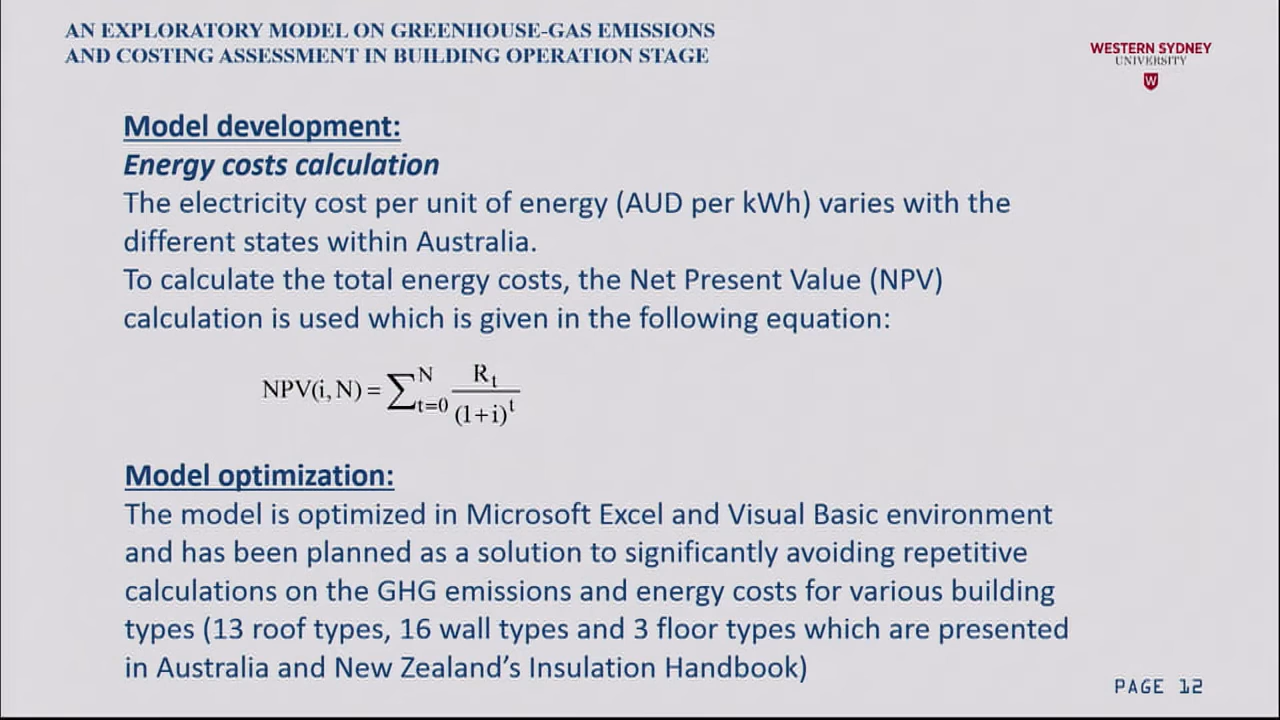 AN EXPLORATORY MODEL ON GREENHOUSE-GAS EMISSIONS
AND COSTING ASSESSMENT IN BUILDING OPERATION STAGE
WESTERN SYDNEY
UNIVERSITY
W
Model development:
Energy costs calculation
The electricity cost per unit of energy (AUD per kWh) varies with the
different states within Australia.
To calculate the total energy costs, the Net Present Value (NPV)
calculation is used which is given in the following equation:
NPV(i, N) = ∑_{t=0}^{N} R_t / (1+i)^t
Model optimization:
The model is optimized in Microsoft Excel and Visual Basic environment
and has been planned as a solution to significantly avoiding repetitive
calculations on the GHG emissions and energy costs for various building
types (13 roof types, 16 wall types and 3 floor types which are presented
in Australia and New Zealand’s Insulation Handbook)
PAGE 12